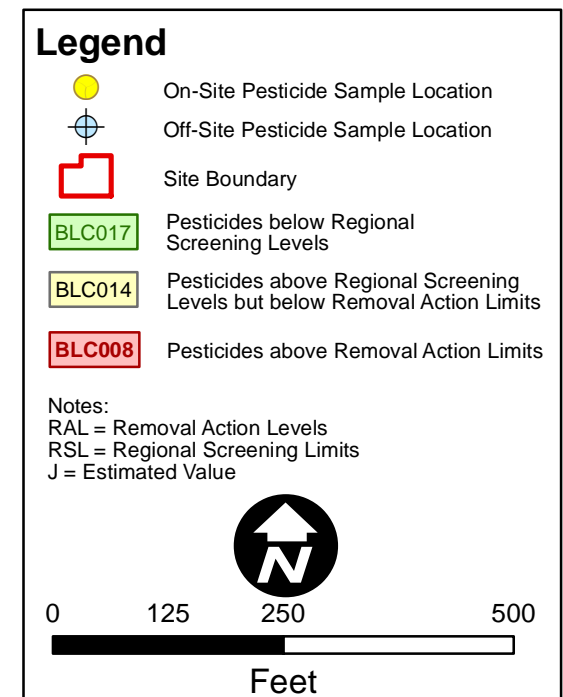 Legend
On-Site Pesticide Sample Location
Off-Site Pesticide Sample Location
Site Boundary
BLC017 Pesticides below Regional
Screening Levels
BLC014 Pesticides above Regional Screening
Levels but below Removal Action Limits
BLC008 Pesticides above Removal Action Limits
Notes:
RAL = Removal Action Levels
RSL = Regional Screening Limits
J = Estimated Value
N
0 125 250 500
Feet